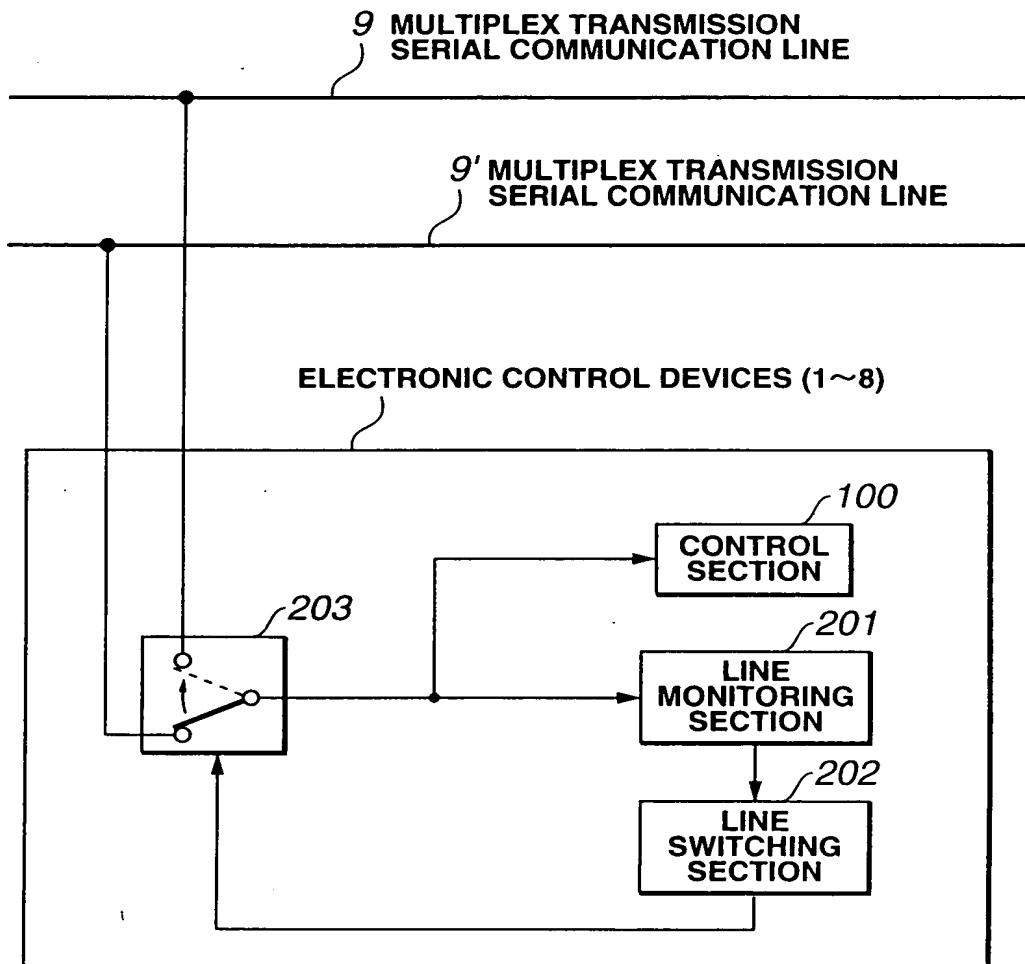 9 MULTIPLEX TRANSMISSION
SERIAL COMMUNICATION LINE
9' MULTIPLEX TRANSMISSION
SERIAL COMMUNICATION LINE
ELECTRONIC CONTROL DEVICES (1～8)
100
CONTROL
SECTION
203
201
LINE
MONITORING
SECTION
202
LINE
SWITCHING
SECTION